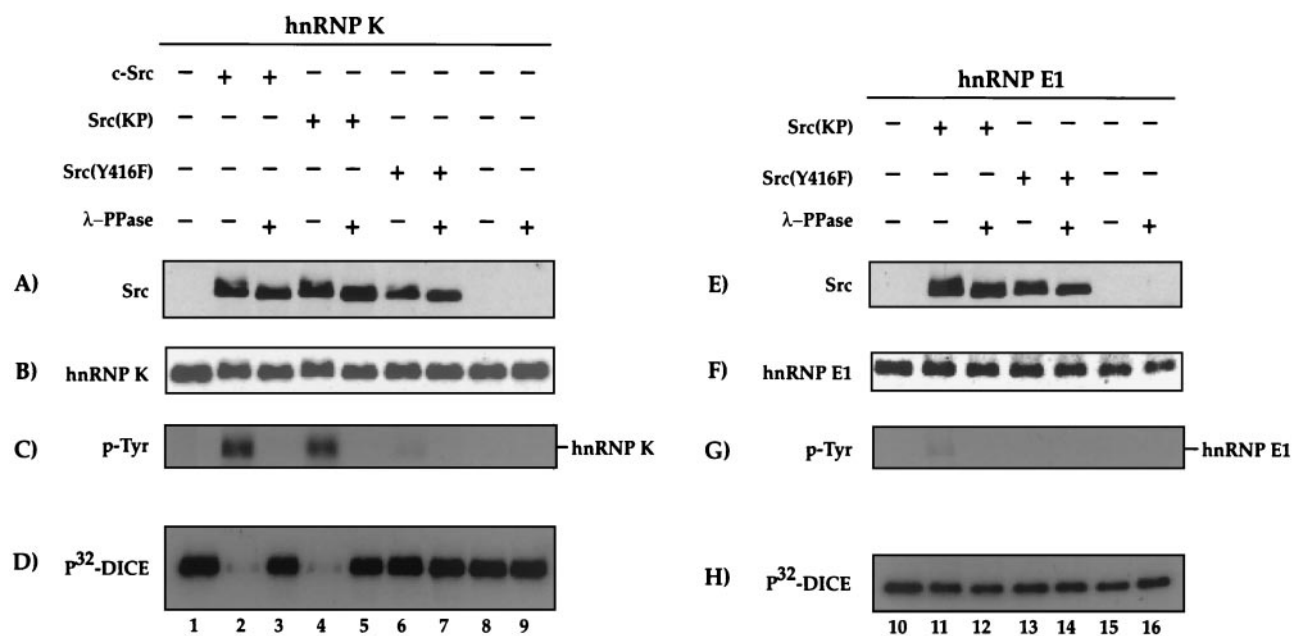 hnRNP K
c-Src − + + − − − − − −
Src(KP) − − − + + − − − −
Src(Y416F) − − − − − + + − −
λ−PPase − − + − + − + − +
A) Src
B) hnRNP K
C) p-Tyr hnRNP K
D) P32-DICE
1 2 3 4 5 6 7 8 9
hnRNP E1
Src(KP) − + + − − − −
Src(Y416F) − − − + + − −
λ−PPase − − + − + − +
E) Src
F) hnRNP E1
G) p-Tyr hnRNP E1
H) P32-DICE
10 11 12 13 14 15 16